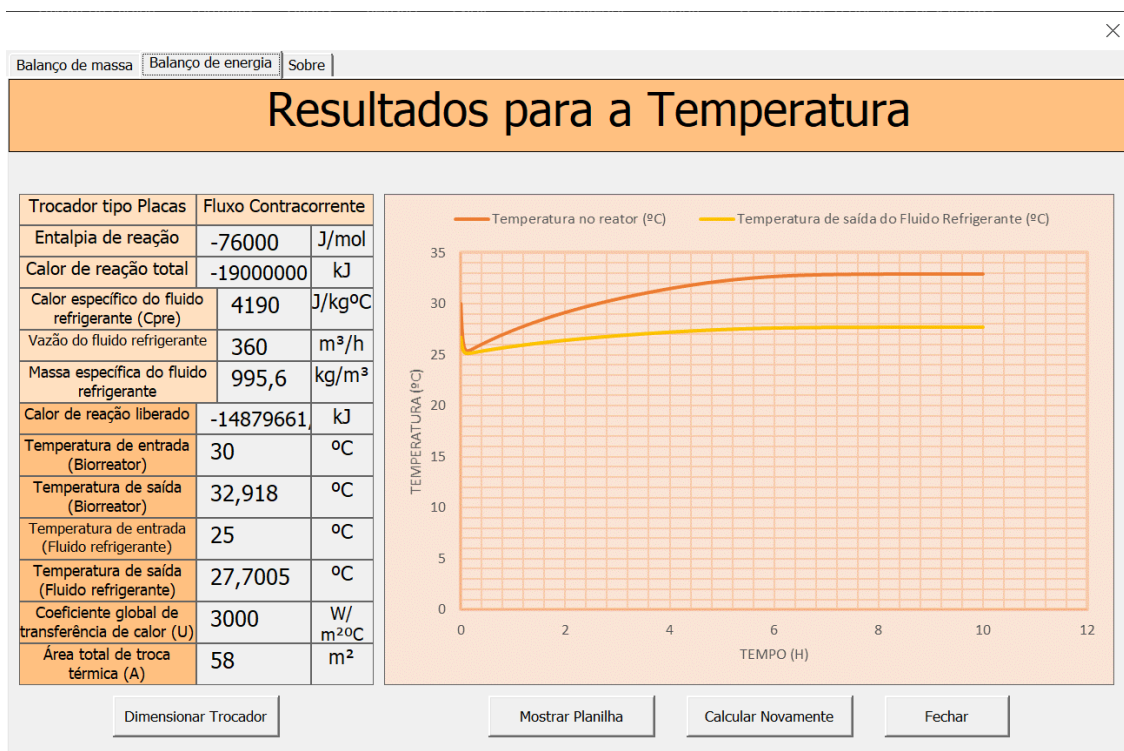 Balanço de massa Balanço de energia Sobre
Resultados para a Temperatura
Trocador tipo Placas Fluxo Contracorrente
Entalpia de reação -76000 J/mol
Calor de reação total -19000000 kJ
Calor específico do fluido
refrigerante (Cpre) 4190 J/kgºC
Vazão do fluido refrigerante 360 m³/h
Massa específica do fluido
refrigerante 995,6 kg/m³
Calor de reação liberado -14879661, kJ
Temperatura de entrada
(Biorreator) 30 ºC
Temperatura de saída
(Biorreator) 32,918 ºC
Temperatura de entrada
(Fluido refrigerante) 25 ºC
Temperatura de saída
(Fluido refrigerante) 27,7005 ºC
Coeficiente global de
transferência de calor (U) 3000 W/
m²ºC
Área total de troca
térmica (A) 58 m²
Temperatura no reator (ºC) Temperatura de saída do Fluido Refrigerante (ºC)
TEMPERATURA (ºC)
35
30
25
20
15
10
5
0
0 2 4 6 8 10 12
TEMPO (H)
Dimensionar Trocador Mostrar Planilha Calcular Novamente Fechar